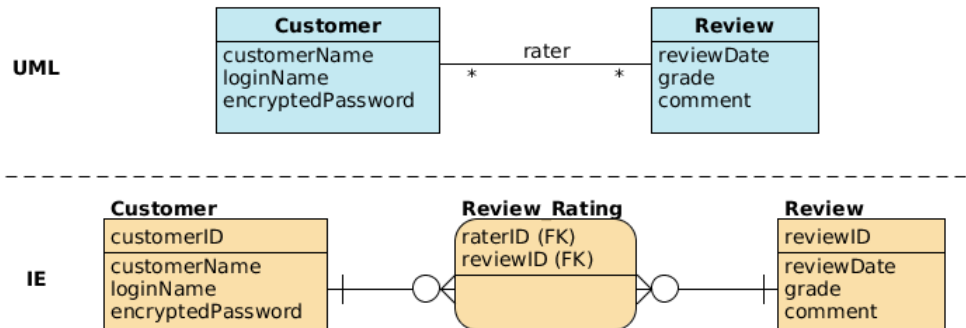 Customer
Review
customerName
loginName
encryptedPassword
rater
*
*
reviewDate
grade
comment
UML
Customer
Review_Rating
Review
customerID
raterID (FK)
reviewID (FK)
reviewID
customerName
loginName
encryptedPassword
reviewDate
grade
comment
IE